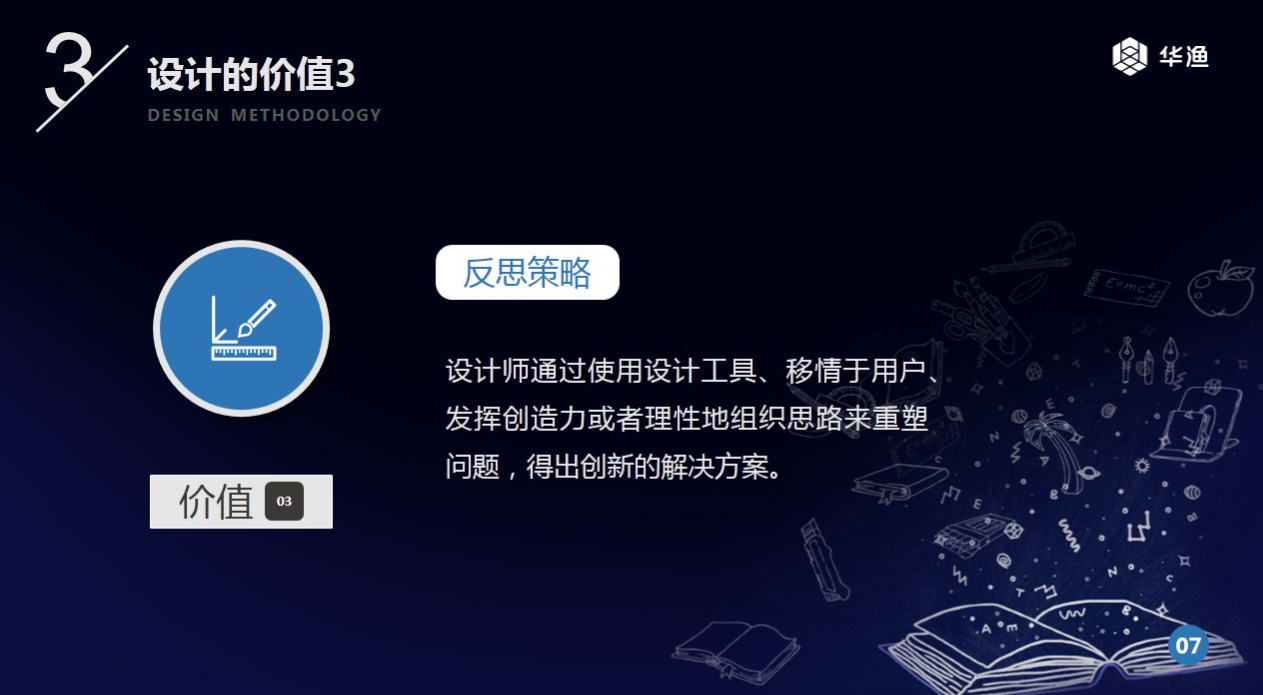 3
设计的价值3
DESIGN METHODOLOGY
华渔
反思策略
设计师通过使用设计工具、移情于用户、
发挥创造力或者理性地组织思路来重塑
问题，得出创新的解决方案。
价值 03
E=mc²
07